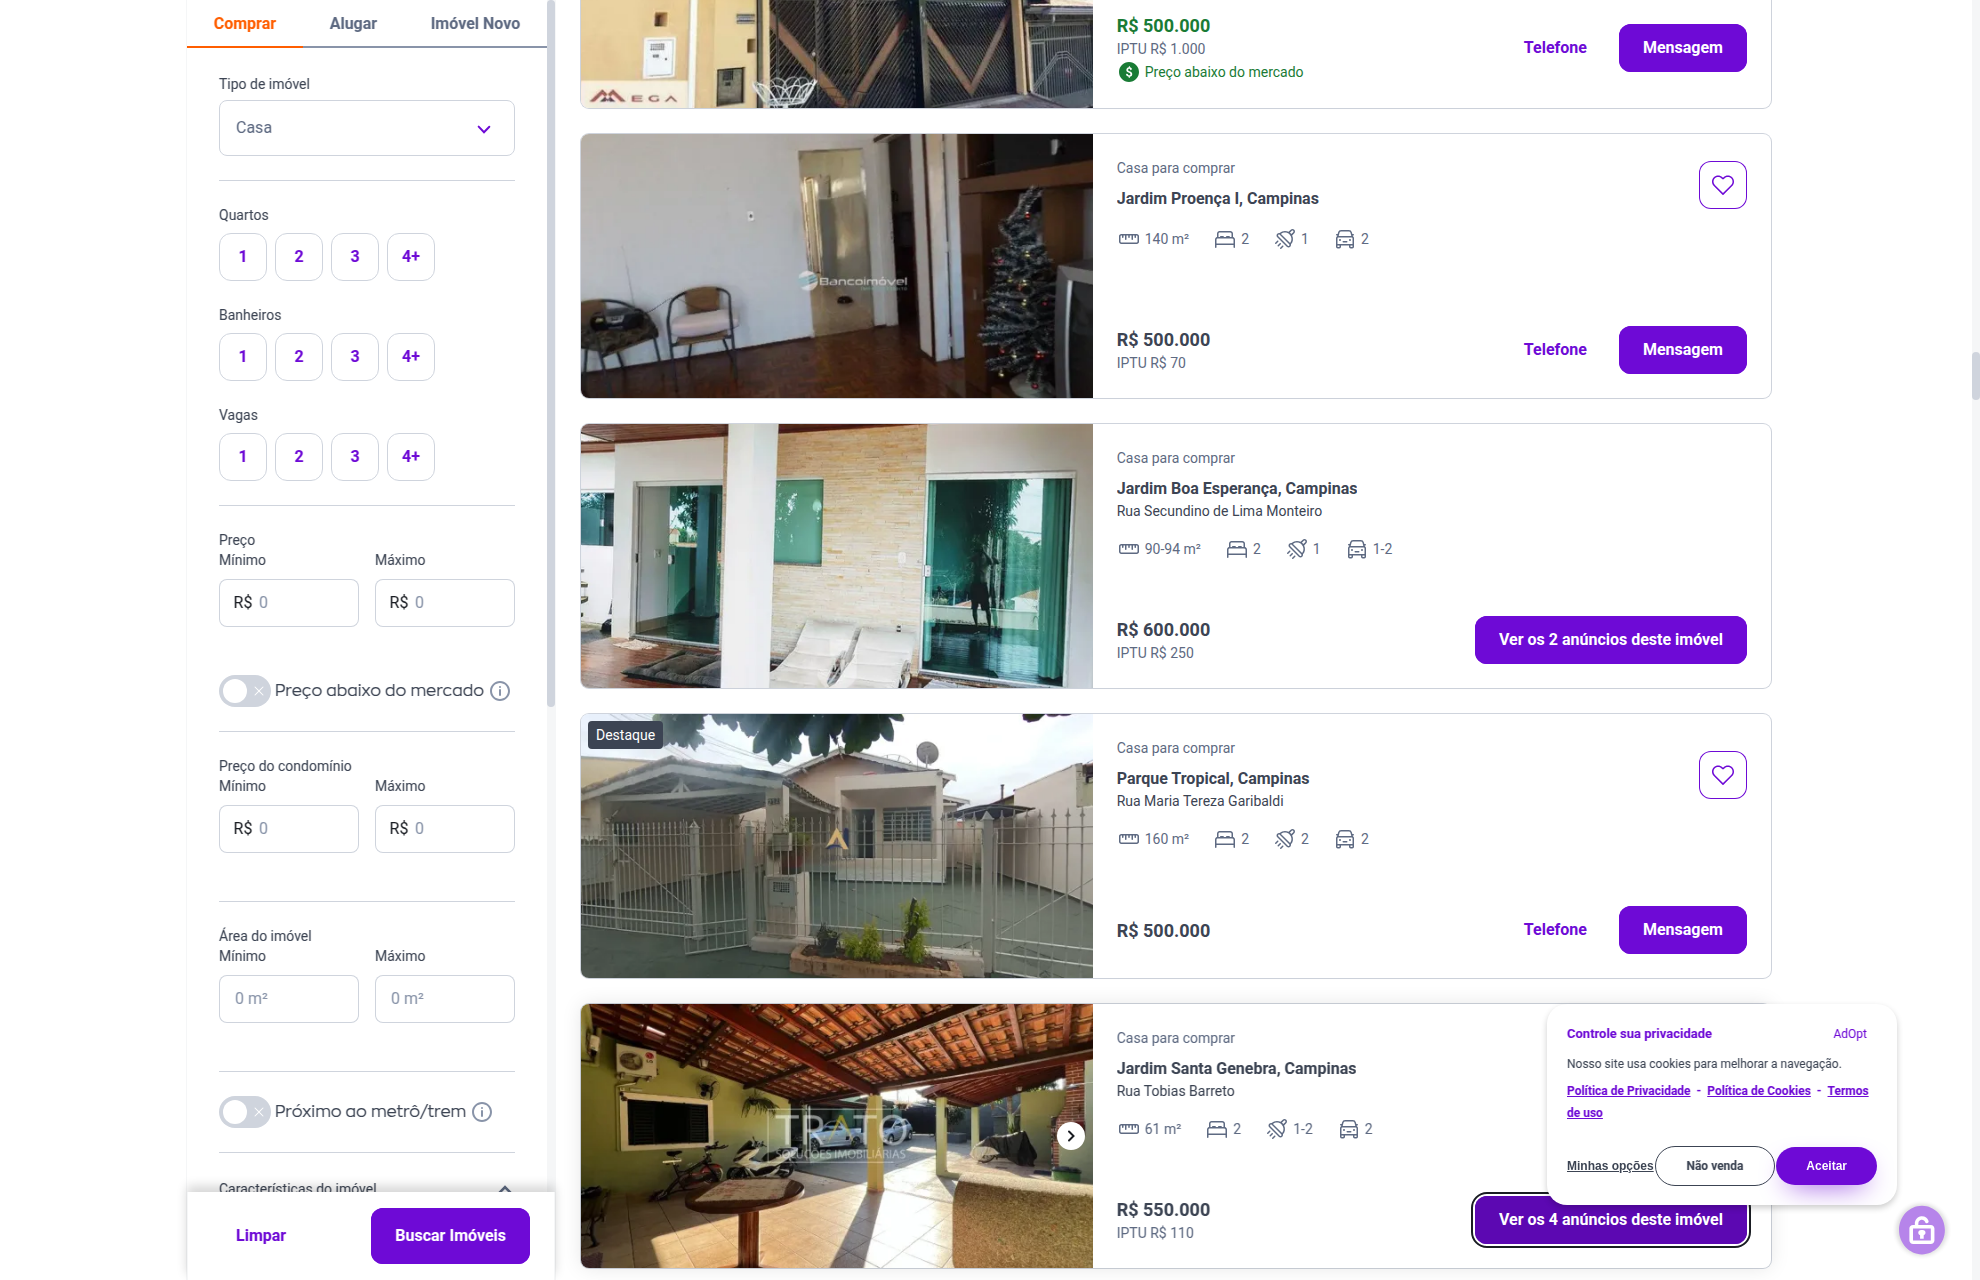 Comprar
Alugar
Imóvel Novo
Tipo de imóvel
Casa
Quartos
1
2
3
4+
Banheiros
1
2
3
4+
Vagas
1
2
3
4+
Preço
Mínimo
Máximo
R$ 0
R$ 0
Preço abaixo do mercado
Preço do condomínio
Mínimo
Máximo
R$ 0
R$ 0
Área do imóvel
Mínimo
Máximo
0 m²
0 m²
Próximo ao metrô/trem
Características do imóvel
Limpar
Buscar Imóveis
MEGA
R$ 500.000
IPTU R$ 1.000
$ Preço abaixo do mercado
Telefone
Mensagem
Bancoimóvel
Casa para comprar
Jardim Proença I, Campinas
140 m² 2 1 2
R$ 500.000
IPTU R$ 70
Telefone
Mensagem
Casa para comprar
Jardim Boa Esperança, Campinas
Rua Secundino de Lima Monteiro
90-94 m² 2 1 1-2
R$ 600.000
IPTU R$ 250
Ver os 2 anúncios deste imóvel
Destaque
Casa para comprar
Parque Tropical, Campinas
Rua Maria Tereza Garibaldi
160 m² 2 2 2
R$ 500.000
Telefone
Mensagem
TRATO
SOLUÇÕES IMOBILIÁRIAS
Casa para comprar
Jardim Santa Genebra, Campinas
Rua Tobias Barreto
61 m² 2 1-2 2
R$ 550.000
IPTU R$ 110
Ver os 4 anúncios deste imóvel
Controle sua privacidade
AdOpt
Nosso site usa cookies para melhorar a navegação.
Política de Privacidade - Política de Cookies - Termos
de uso
Minhas opções
Não venda
Aceitar